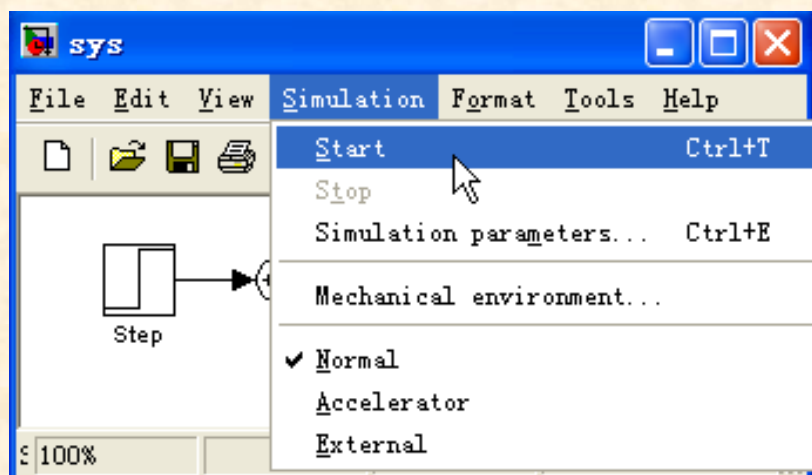 sys
File Edit View Simulation Format Tools Help
Start Ctrl+T
Stop
Simulation parameters... Ctrl+E
Mechanical environment...
Step
Normal
Accelerator
External
100%